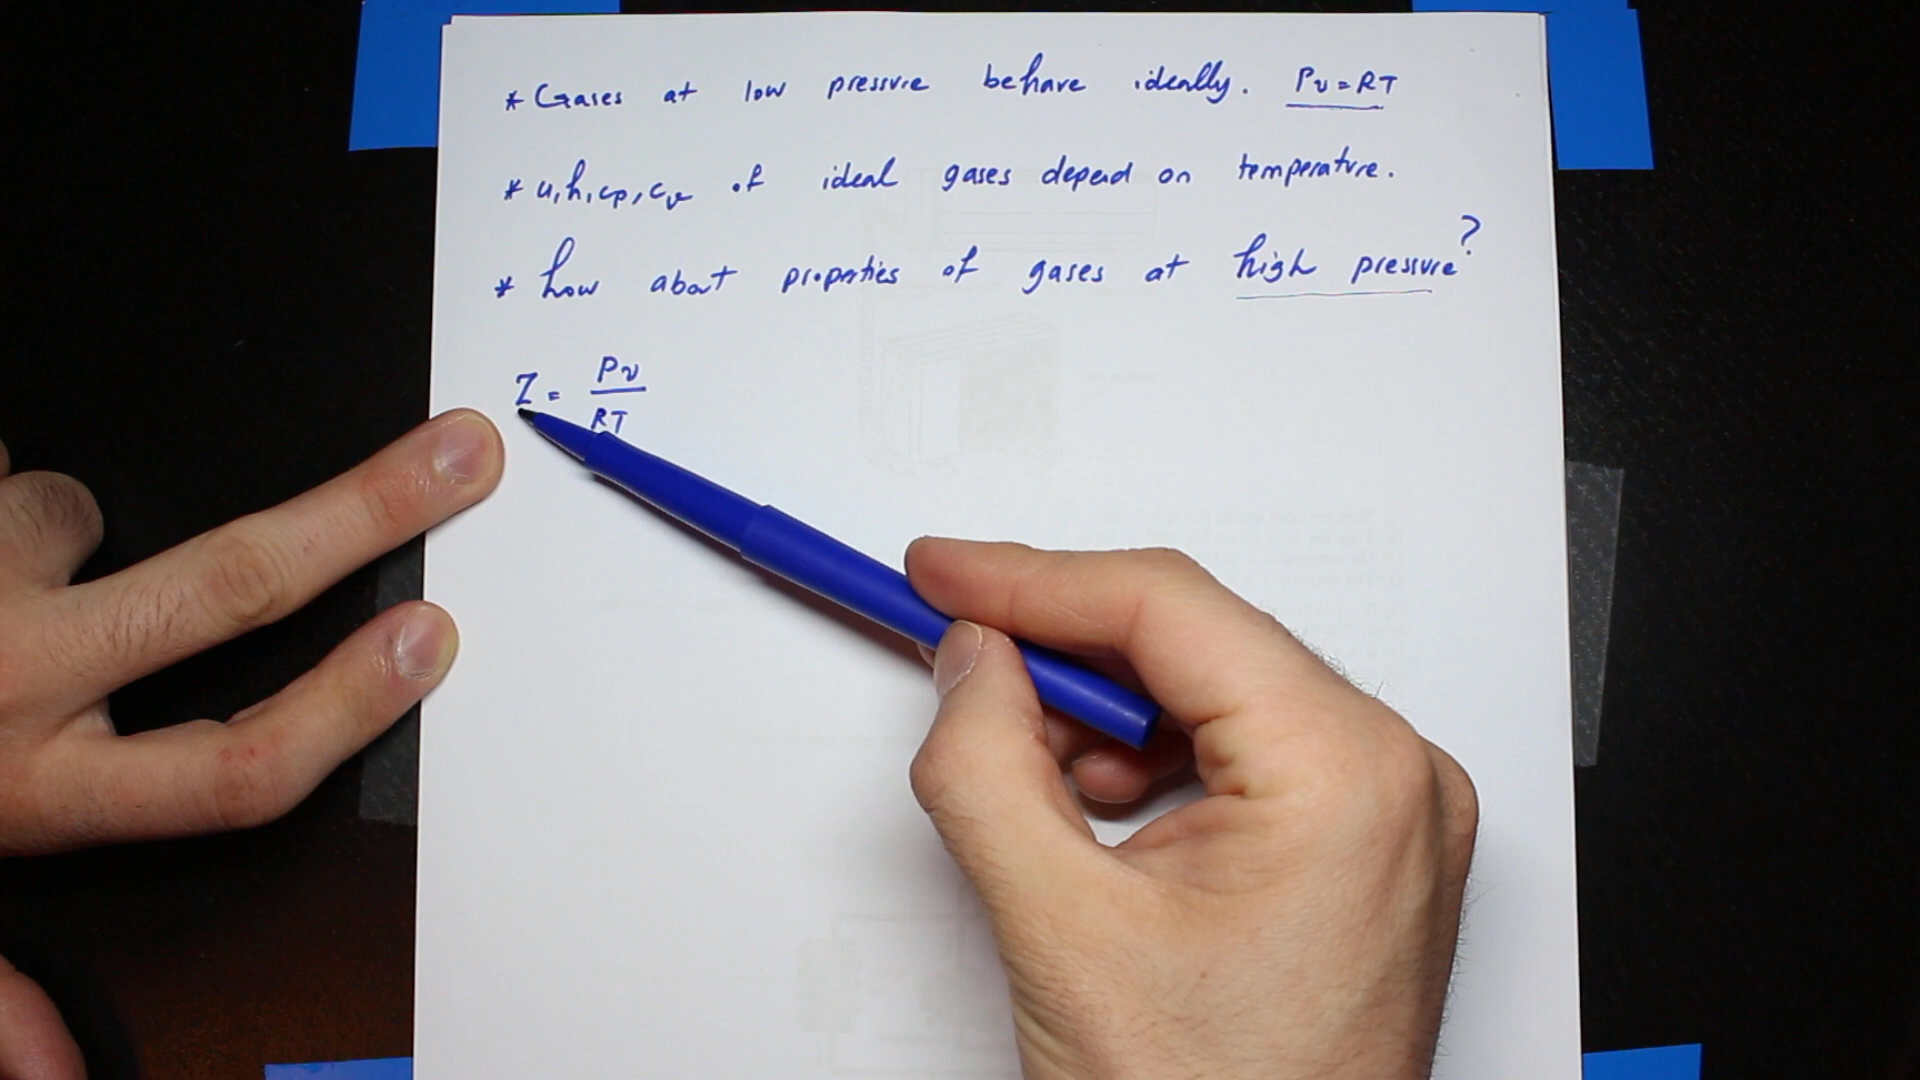 * Gases at low pressure behave ideally. Pv = RT
* u, h, cp, cv of ideal gases depend on temperature.
* how about properties of gases at high pressure?
Z = Pv / RT